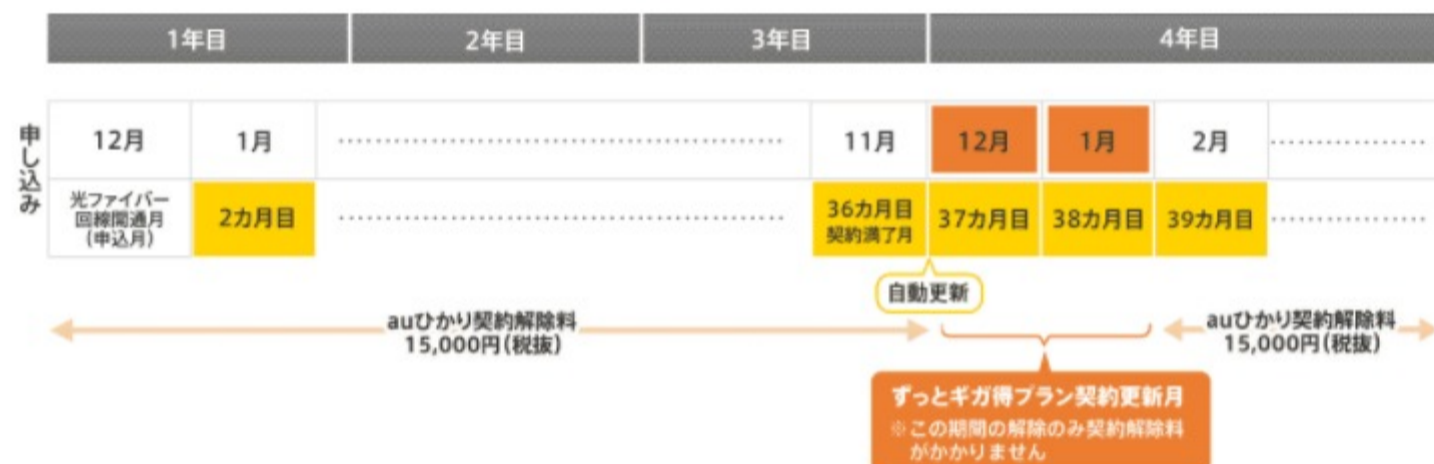 1年目
2年目
3年目
4年目
申し込み
12月
1月
11月
12月
1月
2月
光ファイバー
回線開通月
(申込月)
2カ月目
36カ月目
契約満了月
37カ月目
38カ月目
39カ月目
自動更新
auひかり契約解除料
15,000円(税抜)
auひかり契約解除料
15,000円(税抜)
ずっとギガ得プラン契約更新月
※この期間の解除のみ契約解除料
がかかりません